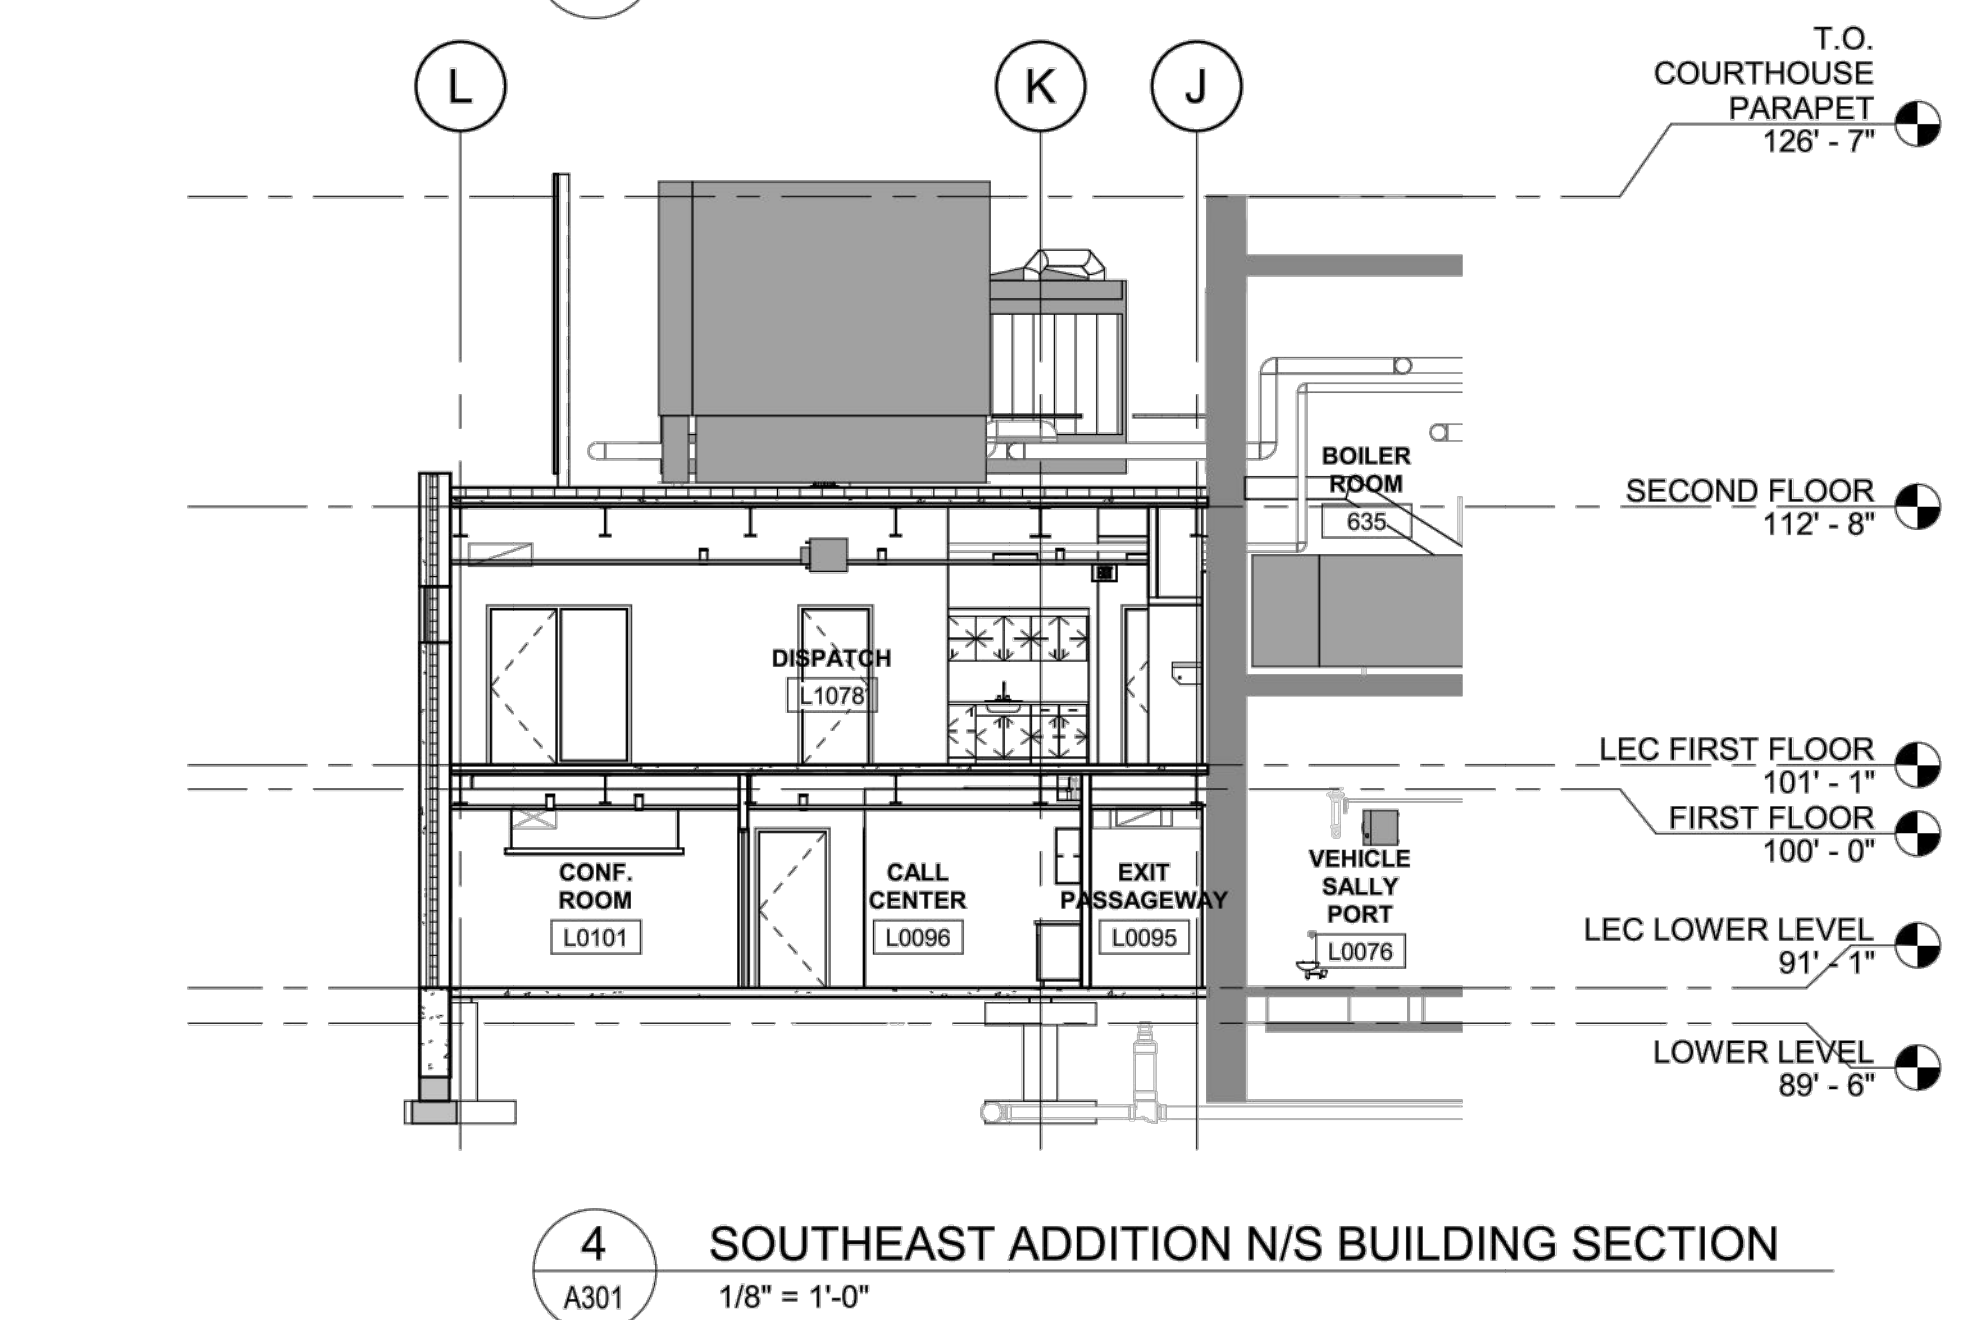 L
K
J
T.O.
COURTHOUSE
PARAPET
126' - 7"
BOILER
ROOM
635
SECOND FLOOR
112' - 8"
DISPATCH
L1078
LEC FIRST FLOOR
101' - 1"
FIRST FLOOR
100' - 0"
CONF.
ROOM
L0101
CALL
CENTER
L0096
EXIT
PASSAGEWAY
L0095
VEHICLE
SALLY
PORT
L0076
LEC LOWER LEVEL
91' - 1"
LOWER LEVEL
89' - 6"
4
A301
SOUTHEAST ADDITION N/S BUILDING SECTION
1/8" = 1'-0"